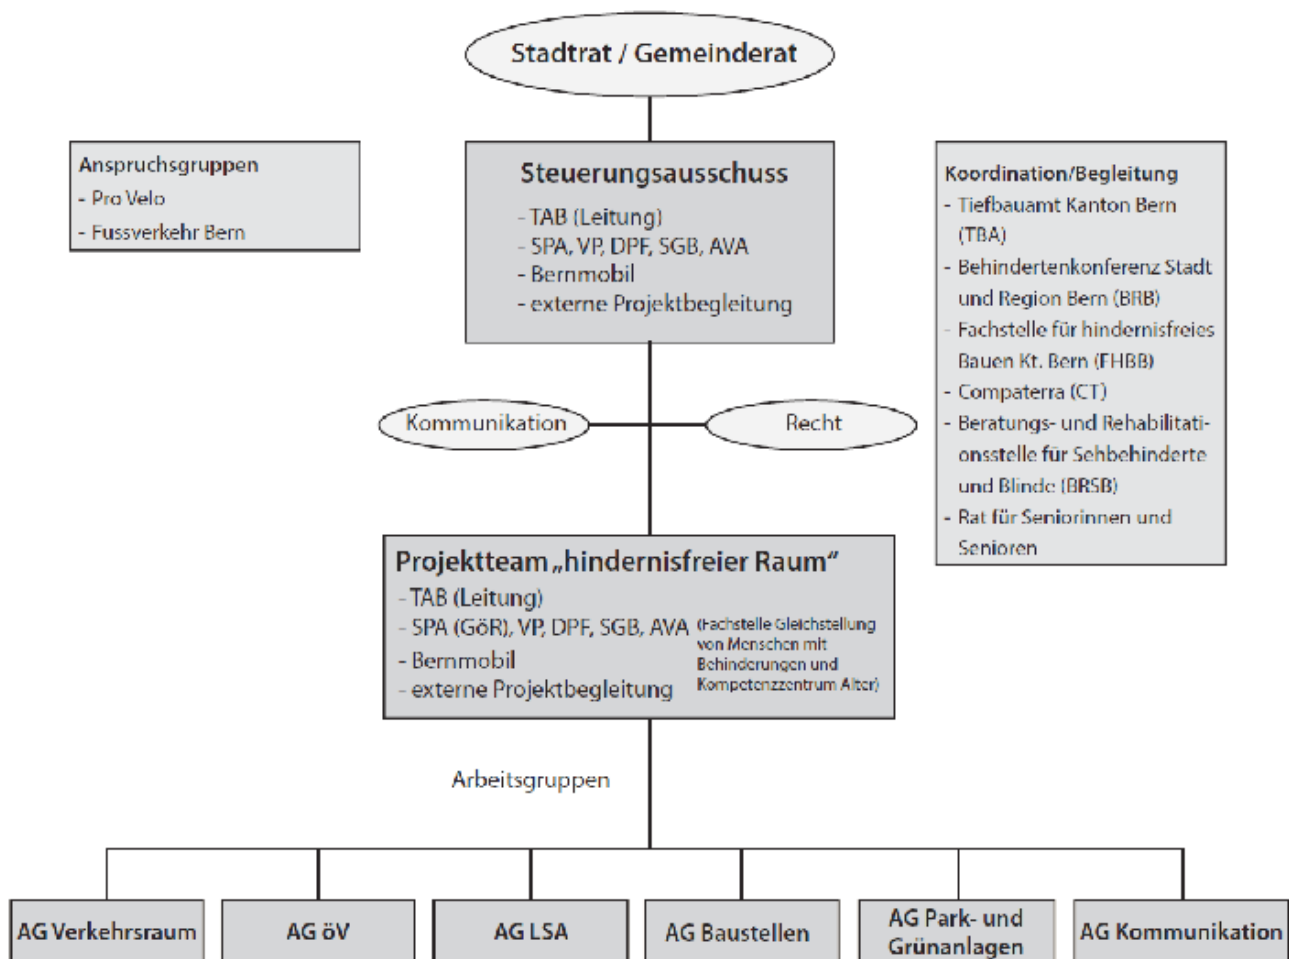 Stadtrat / Gemeinderat
Anspruchsgruppen
- Pro Velo
- Fussverkehr Bern
Steuerungsausschuss
- TAB (Leitung)
- SPA, VP, DPF, SGB, AVA
- Bernmobil
- externe Projektbegleitung
Koordination/Begleitung
- Tiefbauamt Kanton Bern
(TBA)
- Behindertenkonferenz Stadt
und Region Bern (BRB)
- Fachstelle für hindernisfreies
Bauen Kt. Bern (FHBB)
- Compaterra (CT)
- Beratungs- und Rehabilitati-
onsstelle für Sehbehinderte
und Blinde (BRSB)
- Rat für Seniorinnen und
Senioren
Kommunikation
Recht
Projektteam „hindernisfreier Raum“
- TAB (Leitung)
- SPA (GöR), VP, DPF, SGB, AVA
- Bernmobil
- externe Projektbegleitung
(Fachstelle Gleichstellung
von Menschen mit
Behinderungen und
Kompetenzzentrum Alter)
Arbeitsgruppen
AG Verkehrsraum
AG öV
AG LSA
AG Baustellen
AG Park- und
Grünanlagen
AG Kommunikation